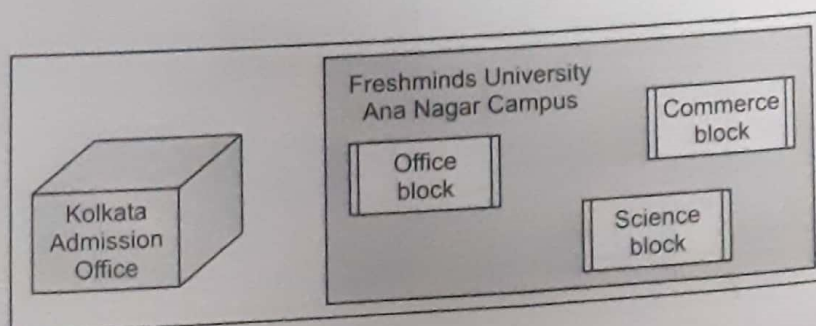 Freshminds University
Ana Nagar Campus
Commerce
block
Office
block
Kolkata
Admission
Office
Science
block